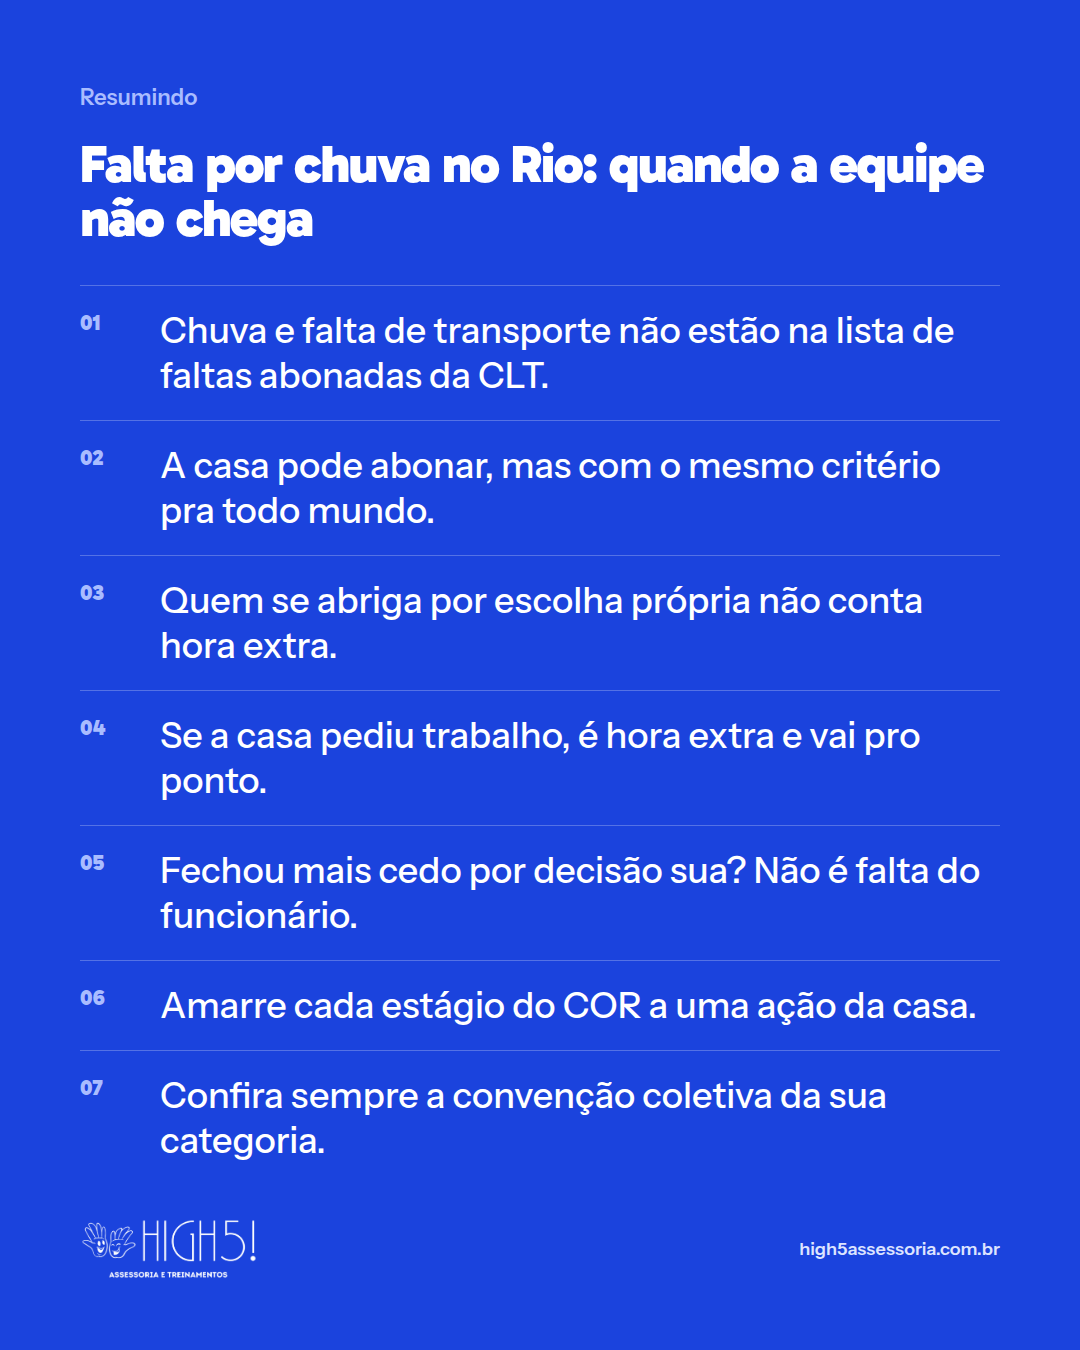 Resumindo
Falta por chuva no Rio: quando a equipe
não chega
01
Chuva e falta de transporte não estão na lista de
faltas abonadas da CLT.
02
A casa pode abonar, mas com o mesmo critério
pra todo mundo.
03
Quem se abriga por escolha própria não conta
hora extra.
04
Se a casa pediu trabalho, é hora extra e vai pro
ponto.
05
Fechou mais cedo por decisão sua? Não é falta do
funcionário.
06
Amarre cada estágio do COR a uma ação da casa.
07
Confira sempre a convenção coletiva da sua
categoria.
HIGH5!
ASSESSORIA E TREINAMENTOS
high5assessoria.com.br